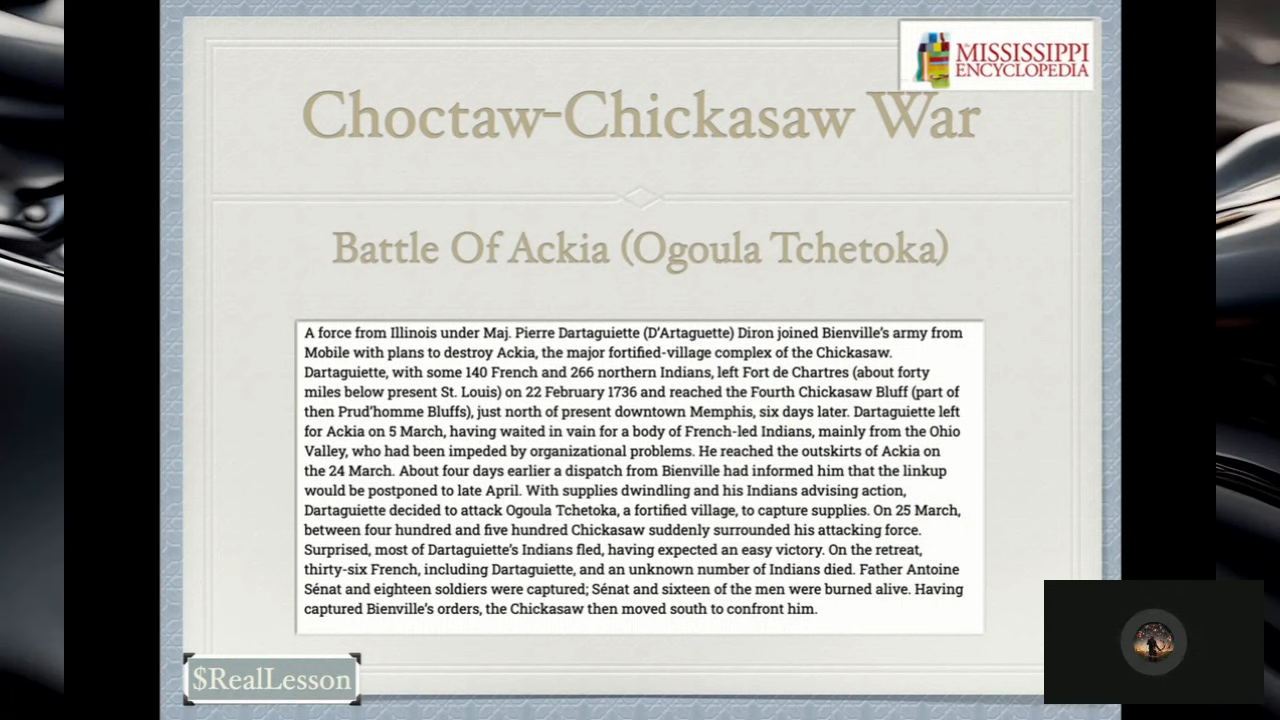 MISSISSIPPI
ENCYCLOPEDIA
Choctaw-Chickasaw War
Battle Of Ackia (Ogoula Tchetoka)
A force from Illinois under Maj. Pierre Dartaguiette (D'Artaguette) Diron joined Bienville's army from
Mobile with plans to destroy Ackia, the major fortified-village complex of the Chickasaw.
Dartaguiette, with some 140 French and 266 northern Indians, left Fort de Chartres (about forty
miles below present St. Louis) on 22 February 1736 and reached the Fourth Chickasaw Bluff (part of
then Prud'homme Bluffs), just north of present downtown Memphis, six days later. Dartaguiette left
for Ackia on 5 March, having waited in vain for a body of French-led Indians, mainly from the Ohio
Valley, who had been impeded by organizational problems. He reached the outskirts of Ackia on
the 24 March. About four days earlier a dispatch from Bienville had informed him that the linkup
would be postponed to late April. With supplies dwindling and his Indians advising action,
Dartaguiette decided to attack Ogoula Tchetoka, a fortified village, to capture supplies. On 25 March,
between four hundred and five hundred Chickasaw suddenly surrounded his attacking force.
Surprised, most of Dartaguiette's Indians fled, having expected an easy victory. On the retreat,
thirty-six French, including Dartaguiette, and an unknown number of Indians died. Father Antoine
Sénat and eighteen soldiers were captured; Sénat and sixteen of the men were burned alive. Having
captured Bienville's orders, the Chickasaw then moved south to confront him.
$RealLesson